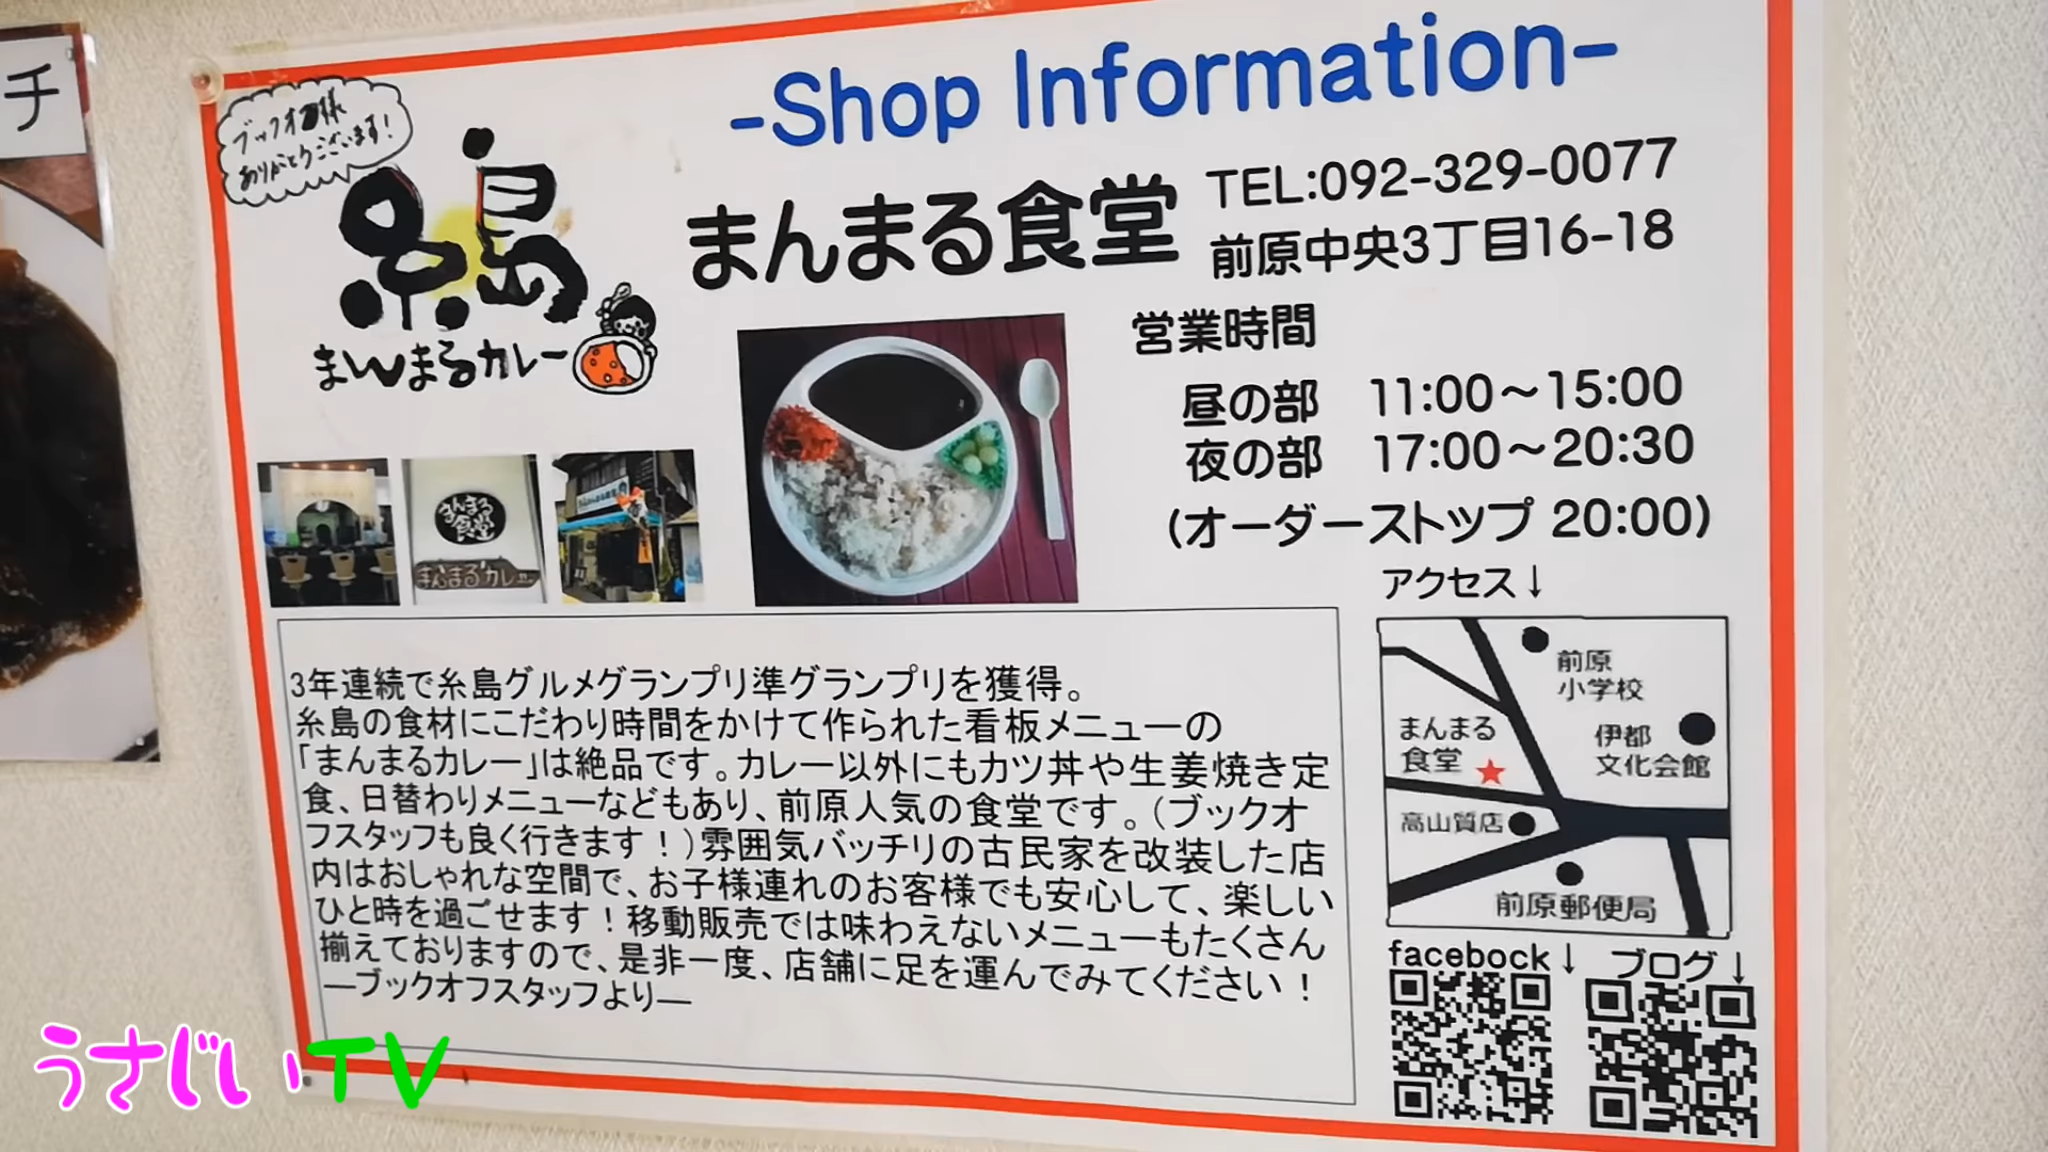 チ
-Shop Information-
ブックオフ様
ありがとうございます!
糸島
まんまるカレー
まんまる食堂
TEL:092-329-0077
前原中央3丁目16-18
営業時間
昼の部 11:00～15:00
夜の部 17:00～20:30
(オーダーストップ 20:00)
アクセス↓
まんまる
食堂
まんまるカレー
前原
小学校
まんまる
食堂
伊都
文化会館
高山質店
前原郵便局
3年連続で糸島グルメグランプリ準グランプリを獲得。
糸島の食材にこだわり時間をかけて作られた看板メニューの
「まんまるカレー」は絶品です。カレー以外にもカツ丼や生姜焼き定
食、日替わりメニューなどもあり、前原人気の食堂です。(ブックオ
フスタッフも良く行きます！)雰囲気バッチリの古民家を改装した店
内はおしゃれな空間で、お子様連れのお客様でも安心して、楽しい
ひと時を過ごせます！移動販売では味わえないメニューもたくさん
揃えておりますので、是非一度、店舗に足を運んでみてください！
―ブックオフスタッフより―
facebock↓
ブログ↓
うさじいTV